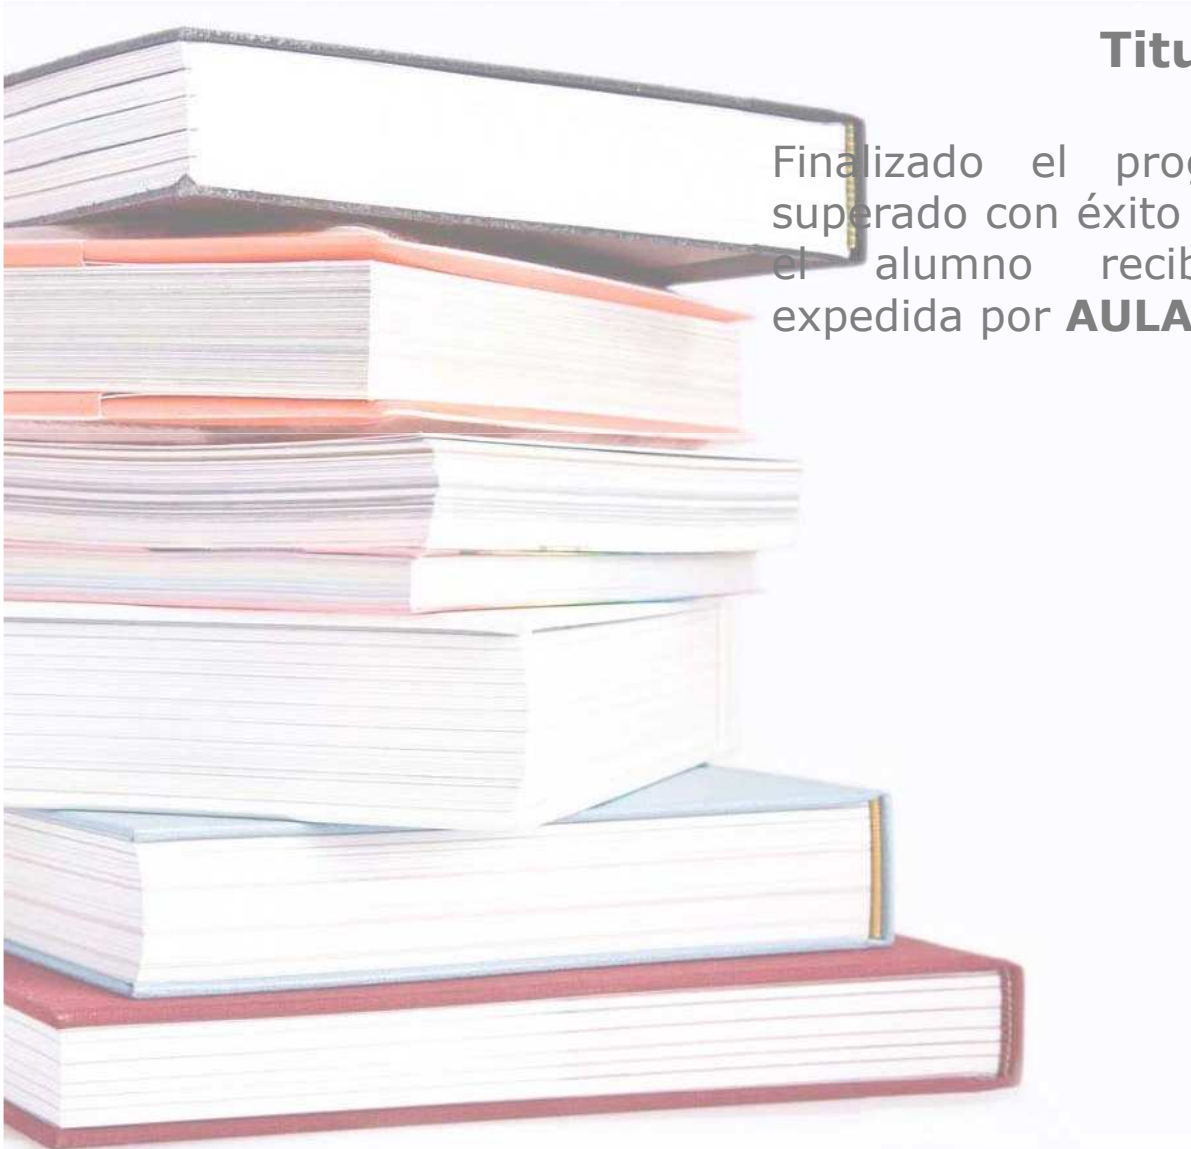 Titu
Finalizado el prog
superado con éxito
el alumno recib
expedida por AULA